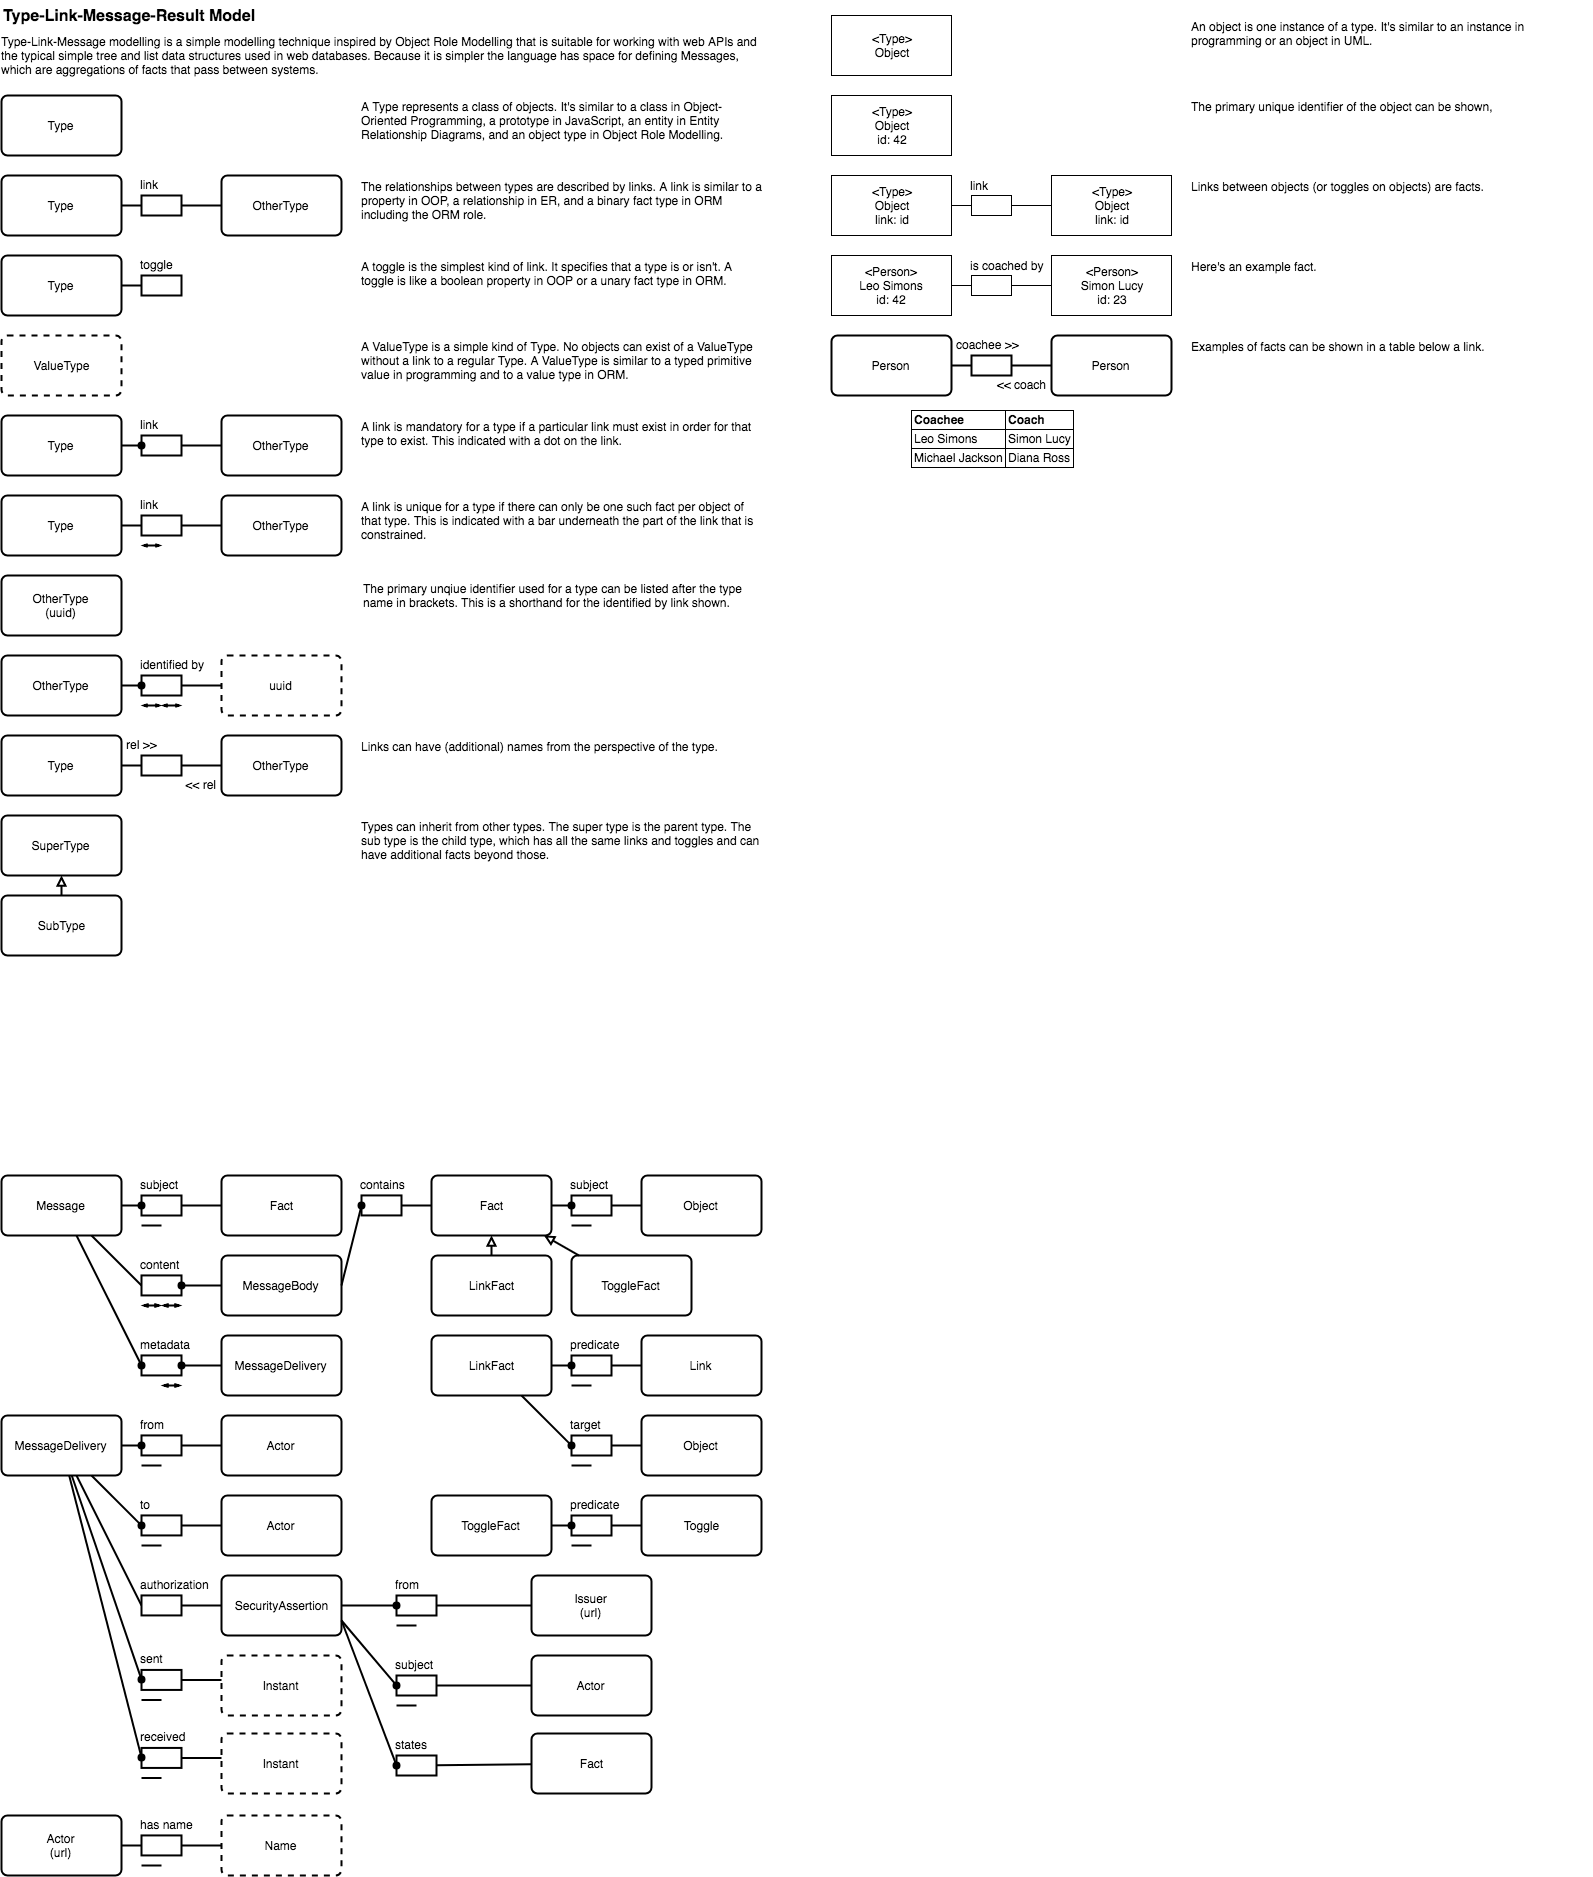 Type-Link-Message-Result Model
Type-Link-Message modelling is a simple modelling technique inspired by Object Role Modelling that is suitable for working with web APIs and
the typical simple tree and list data structures used in web databases. Because it is simpler the language has space for defining Messages,
which are aggregations of facts that pass between systems.
Type
A Type represents a class of objects. It's similar to a class in Object-
Oriented Programming, a prototype in JavaScript, an entity in Entity
Relationship Diagrams, and an object type in Object Role Modelling.
Type
link
OtherType
The relationships between types are described by links. A link is similar to a
property in OOP, a relationship in ER, and a binary fact type in ORM
including the ORM role.
Type
toggle
A toggle is the simplest kind of link. It specifies that a type is or isn't. A
toggle is like a boolean property in OOP or a unary fact type in ORM.
ValueType
A ValueType is a simple kind of Type. No objects can exist of a ValueType
without a link to a regular Type. A ValueType is similar to a typed primitive
value in programming and to a value type in ORM.
Type
link
OtherType
A link is mandatory for a type if a particular link must exist in order for that
type to exist. This indicated with a dot on the link.
Type
link
OtherType
A link is unique for a type if there can only be one such fact per object of
that type. This is indicated with a bar underneath the part of the link that is
constrained.
OtherType
(uuid)
The primary unqiue identifier used for a type can be listed after the type
name in brackets. This is a shorthand for the identified by link shown.
OtherType
identified by
uuid
Type
rel >>
<< rel
OtherType
Links can have (additional) names from the perspective of the type.
SuperType
Types can inherit from other types. The super type is the parent type. The
sub type is the child type, which has all the same links and toggles and can
have additional facts beyond those.
SubType
<Type>
Object
An object is one instance of a type. It's similar to an instance in
programming or an object in UML.
<Type>
Object
id: 42
The primary unique identifier of the object can be shown,
<Type>
Object
link: id
link
<Type>
Object
link: id
Links between objects (or toggles on objects) are facts.
<Person>
Leo Simons
id: 42
is coached by
<Person>
Simon Lucy
id: 23
Here's an example fact.
Person
coachee >>
<< coach
Person
Examples of facts can be shown in a table below a link.
Coachee Coach
Leo Simons Simon Lucy
Michael Jackson Diana Ross
Message
subject
Fact
content
MessageBody
metadata
MessageDelivery
contains
Fact
subject
Object
LinkFact
ToggleFact
LinkFact
predicate
Link
target
Object
ToggleFact
predicate
Toggle
MessageDelivery
from
Actor
to
Actor
authorization
SecurityAssertion
from
Issuer
(url)
subject
Actor
states
Fact
sent
Instant
received
Instant
Actor
(url)
has name
Name